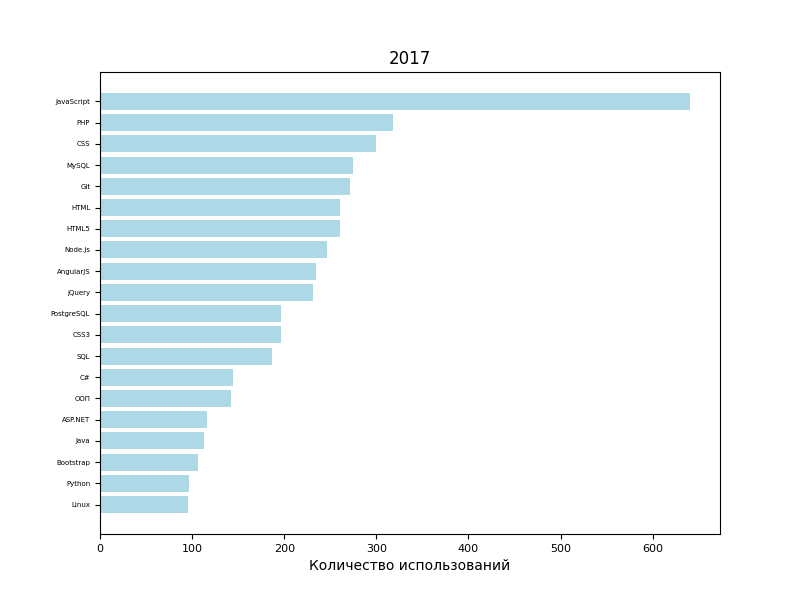 2017
JavaScript
PHP
CSS
MySQL
Git
HTML
HTML5
Node.js
AngularJS
jQuery
PostgreSQL
CSS3
SQL
C#
ООП
ASP.NET
Java
Bootstrap
Python
Linux
0 100 200 300 400 500 600
Количество использований